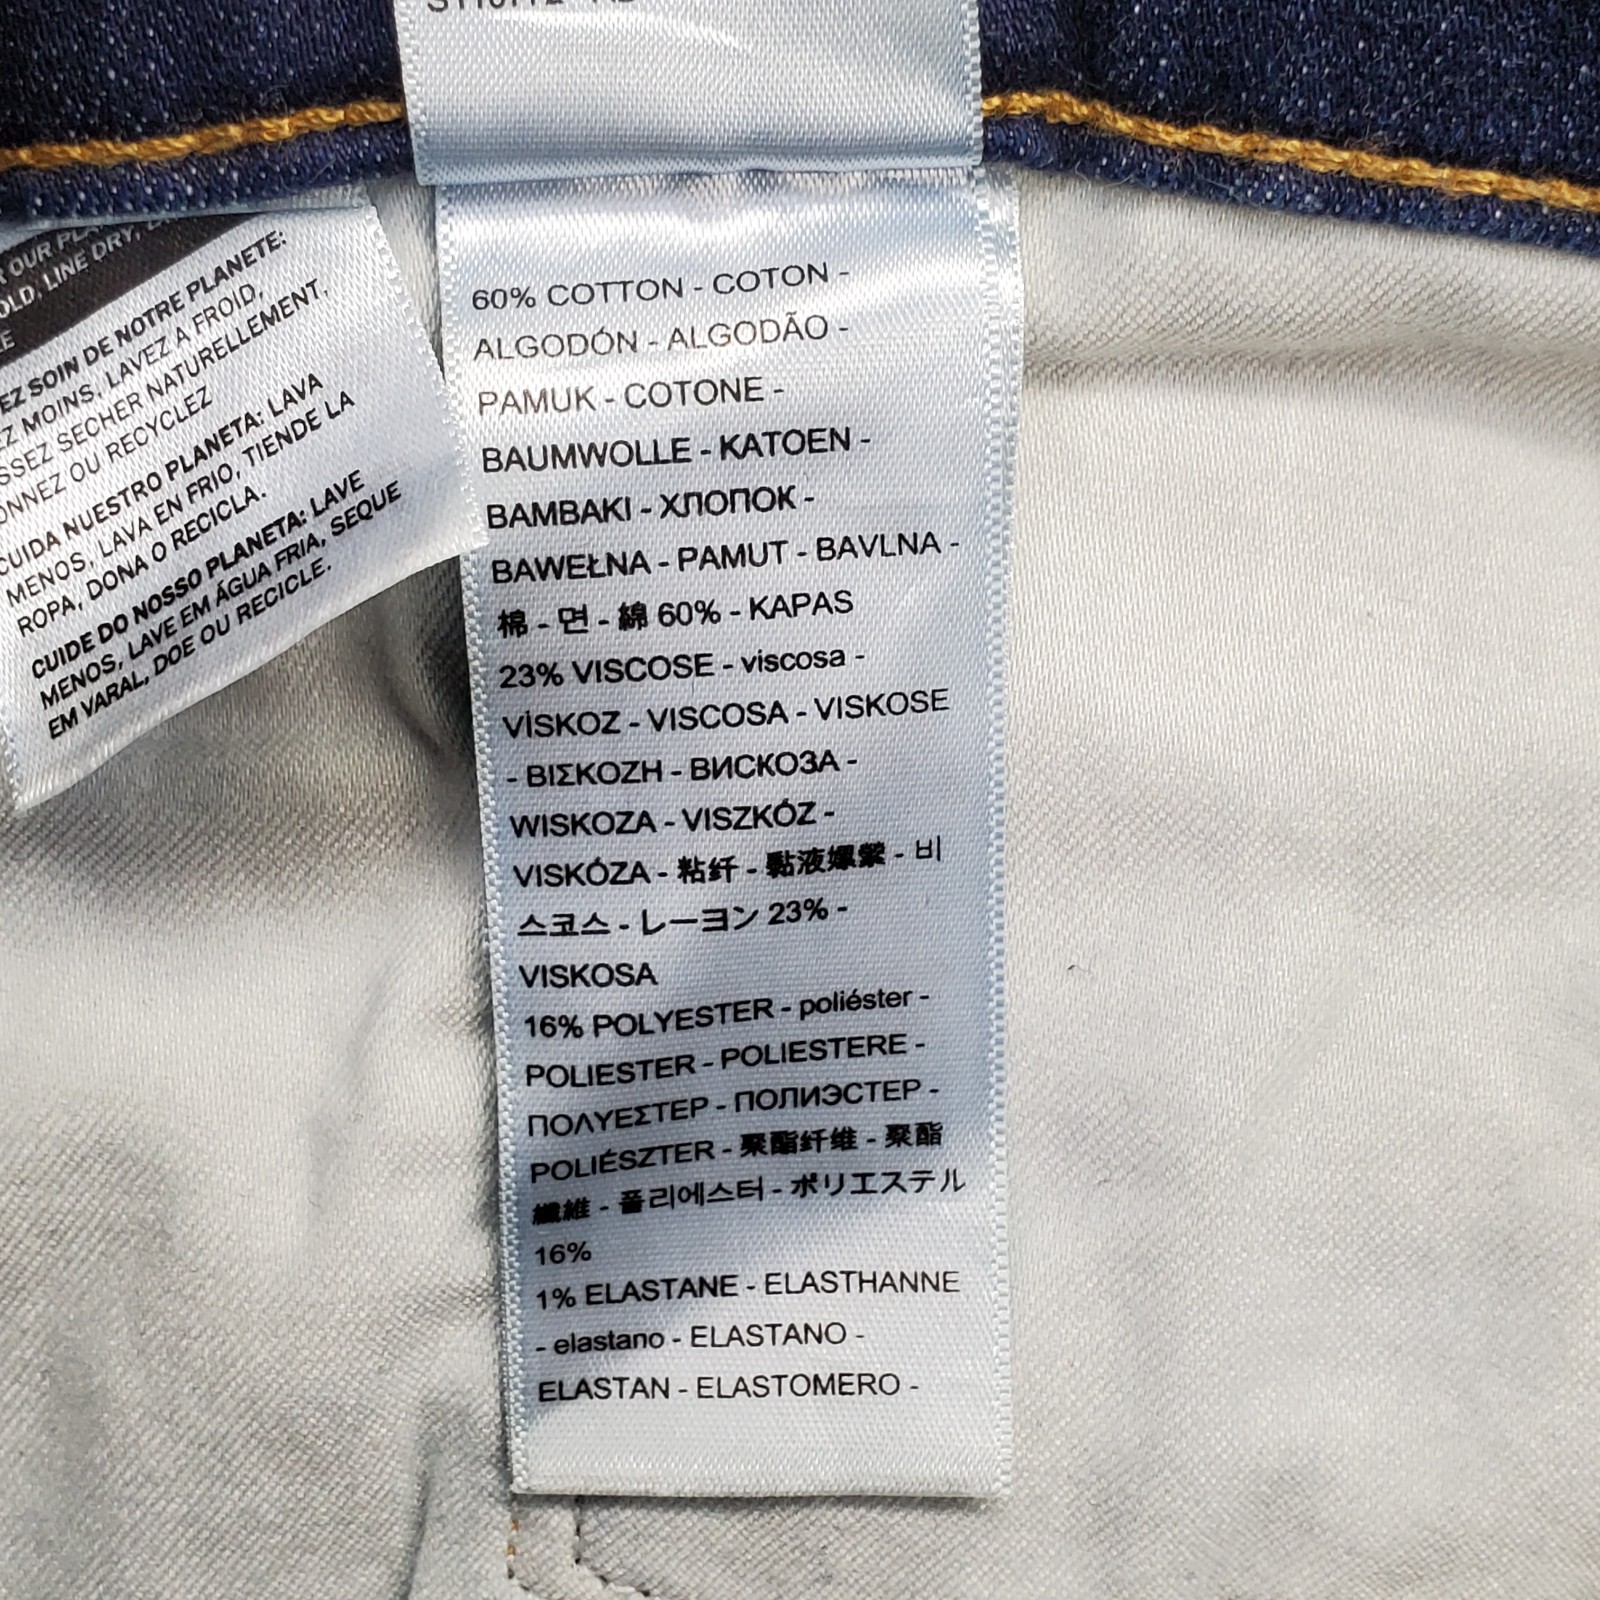 OUR PLA
OLD, LINE DRY,
EZ SOIN DE NOTRE PLANETE:
EZ MOINS, LAVEZ A FROID,
SSEZ SECHER NATURELLEMENT,
ONNEZ OU RECYCLEZ
CUIDA NUESTRO PLANETA: LAVA
MENOS, LAVA EN FRIO, TIENDE LA
ROPA, DONA O RECICLA.
CUIDE DO NOSSO PLANETA: LAVE
MENOS, LAVE EM ÁGUA FRIA, SEQUE
EM VARAL, DOE OU RECICLE.
60% COTTON - COTON -
ALGODÓN - ALGODÃO -
PAMUK - COTONE -
BAUMWOLLE - KATOEN -
BAMBAKI - ХЛОПОК -
BAWEŁNA - PAMUT - BAVLNA -
棉 - 면 - 綿 60% - KAPAS
23% VISCOSE - viscosa -
VİSKOZ - VISCOSA - VISKOSE
- ΒΙΣΚΟΖΗ - ВИСКОЗА -
WISKOZA - VISZKÓZ -
VISKÓZA - 粘纤 - 黏液嫘縈 - 비
스코스 - レーヨン 23% -
VISKOSA
16% POLYESTER - poliéster -
POLIESTER - POLIESTERE -
ΠΟΛΥΕΣΤΕΡ - ПОЛИЭСТЕР -
POLIÉSZTER - 聚酯纤维 - 聚酯
纖維 - 폴리에스터 - ポリエステル
16%
1% ELASTANE - ELASTHANNE
- elastano - ELASTANO -
ELASTAN - ELASTOMERO -